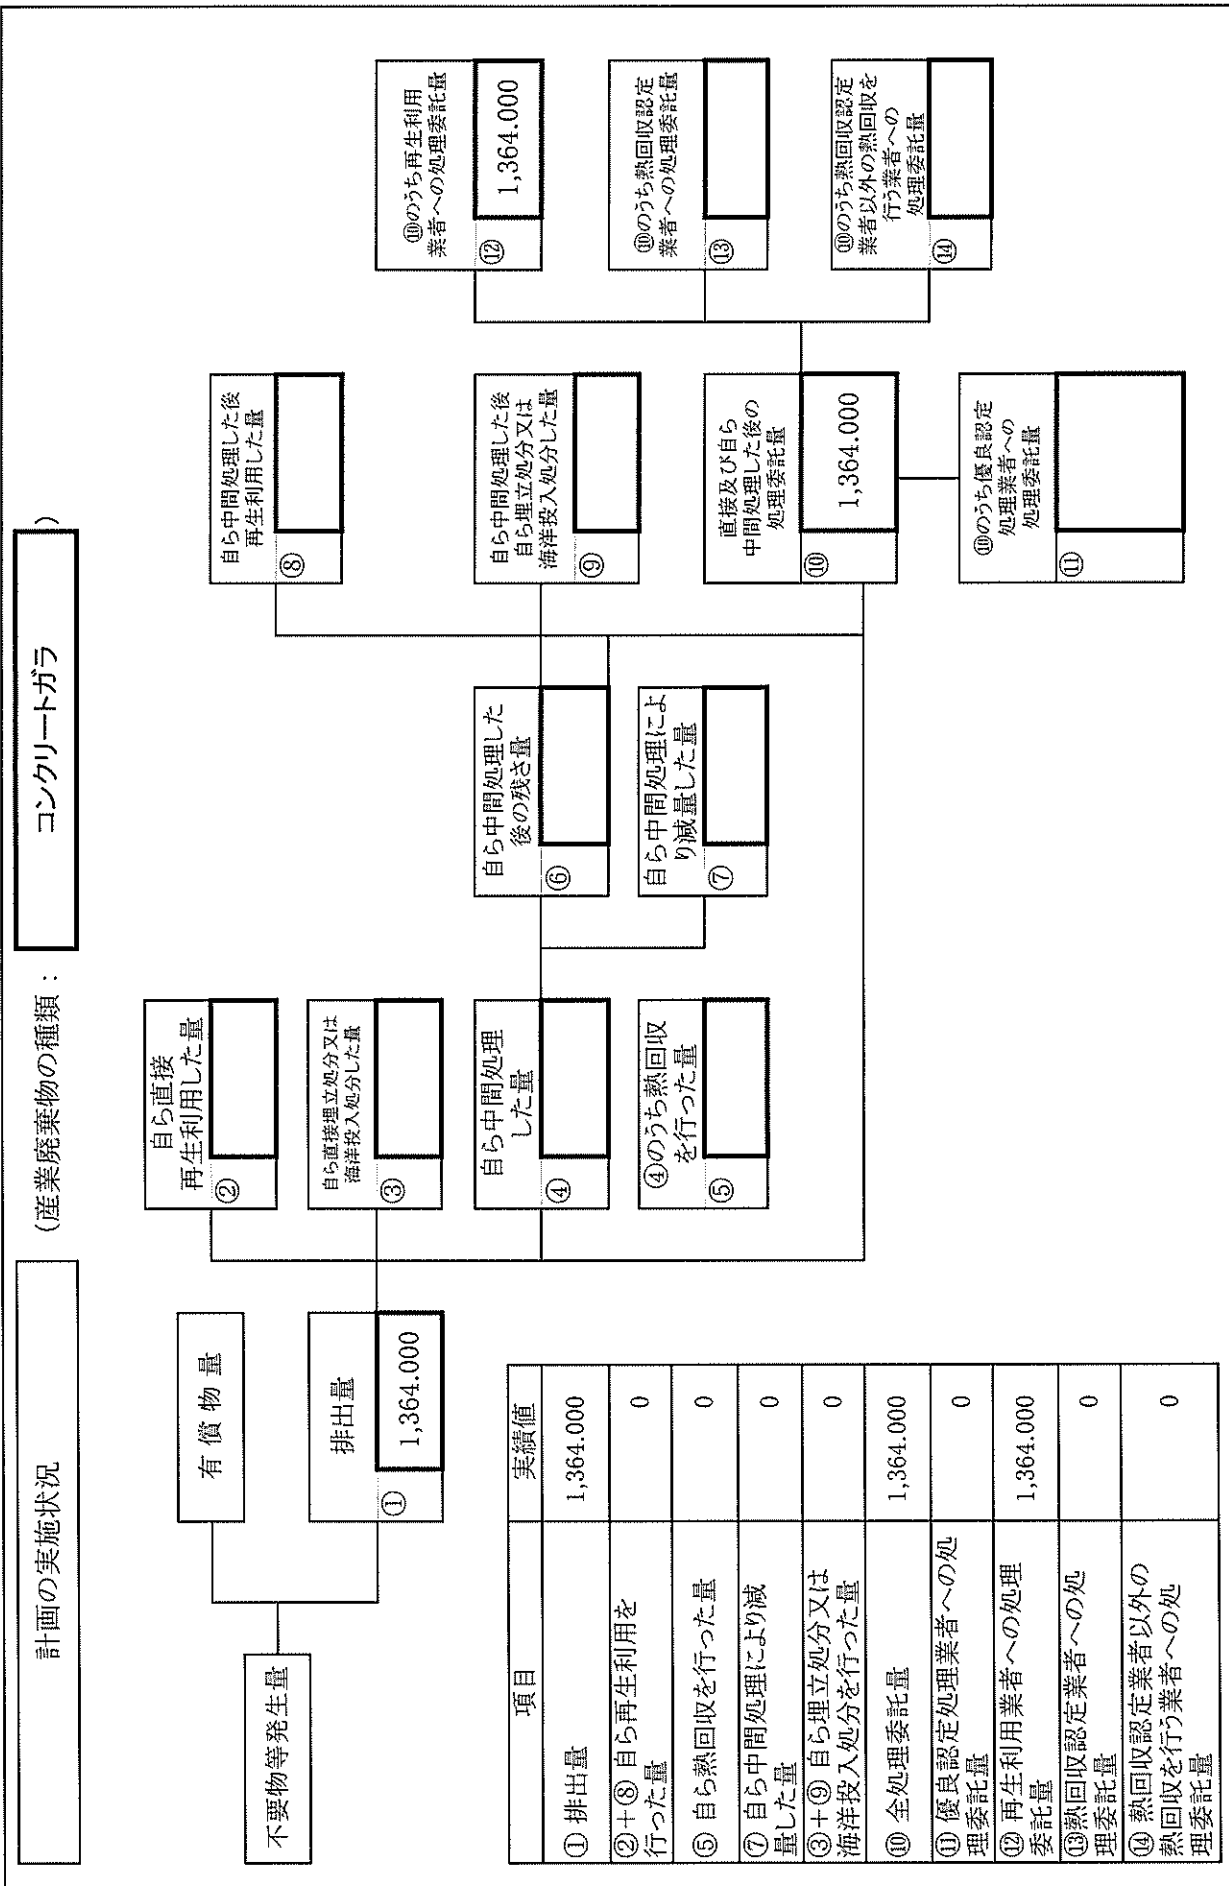 計画の実施状況
(産業廃棄物の種類：
コンクリートガラ
)
不要物等発生量
有 償 物 量
排出量
①
1,364.000
自ら直接
再生利用した量
②
自ら直接埋立処分又は
海洋投入処分した量
③
自ら中間処理
した量
④
④のうち熱回収
を行った量
⑤
自ら中間処理した
後の残さ量
⑥
自ら中間処理によ
り減量した量
⑦
自ら中間処理した後
再生利用した量
⑧
自ら中間処理した後
自ら埋立処分又は
海洋投入処分した量
⑨
直接及び自ら
中間処理した後の
処理委託量
⑩
1,364.000
⑩のうち優良認定
処理業者への
処理委託量
⑪
⑩のうち再生利用
業者への処理委託量
⑫
1,364.000
⑩のうち熱回収認定
業者への処理委託量
⑬
⑩のうち熱回収認定
業者以外の熱回収を
行う業者への
処理委託量
⑭
項目
実績値
① 排出量
1,364.000
②+⑧ 自ら再生利用を
行った量
0
⑤ 自ら熱回収を行った量
0
⑦ 自ら中間処理により減
量した量
0
③+⑨ 自ら埋立処分又は
海洋投入処分を行った量
0
⑩ 全処理委託量
1,364.000
⑪ 優良認定処理業者への処
理委託量
0
⑫ 再生利用業者への処理
委託量
1,364.000
⑬熱回収認定業者への処
理委託量
0
⑭ 熱回収認定業者以外の
熱回収を行う業者への処
理委託量
0